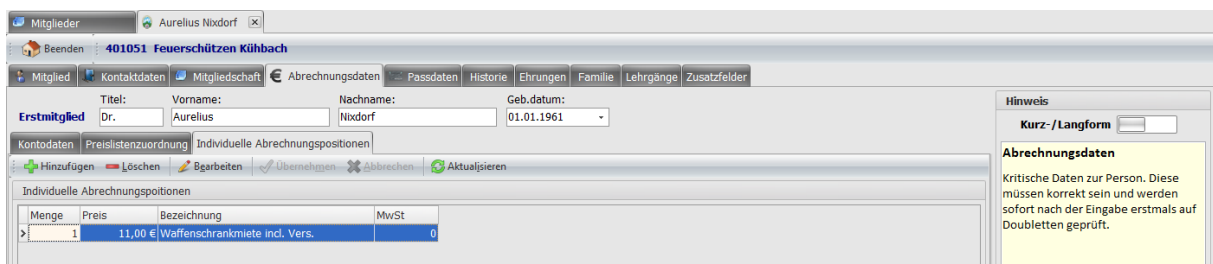 Mitglieder Aurelius Nixdorf
Beenden 401051 Feuerschützen Kühbach
Mitglied Kontaktdaten Mitgliedschaft Abrechnungsdaten Passdaten Historie Ehrungen Familie Lehrgänge Zusatzfelder
Titel: Vorname: Nachname: Geb.datum:
Erstmitglied Dr. Aurelius Nixdorf 01.01.1961
Kontodaten Preislistenzuordnung Individuelle Abrechnungspositionen
Hinzufügen Löschen Bearbeiten Übernehmen Abbrechen Aktualisieren
Individuelle Abrechnungspoitionen
Menge Preis Bezeichnung MwSt
1 11,00 € Waffenschrankmiete incl. Vers. 0
Hinweis
Kurz-/Langform
Abrechnungsdaten
Kritische Daten zur Person. Diese
müssen korrekt sein und werden
sofort nach der Eingabe erstmals auf
Doubletten geprüft.